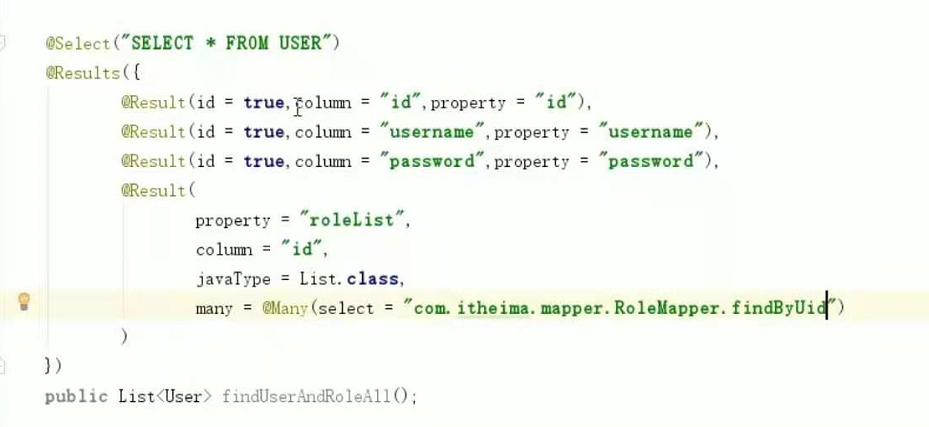 @Select("SELECT * FROM USER")
@Results({
@Result(id = true,column = "id",property = "id"),
@Result(id = true,column = "username",property = "username"),
@Result(id = true,column = "password",property = "password"),
@Result(
property = "roleList",
column = "id",
javaType = List.class,
many = @Many(select = "com.itheima.mapper.RoleMapper.findByUid")
)
})
public List<User> findUserAndRoleAll();